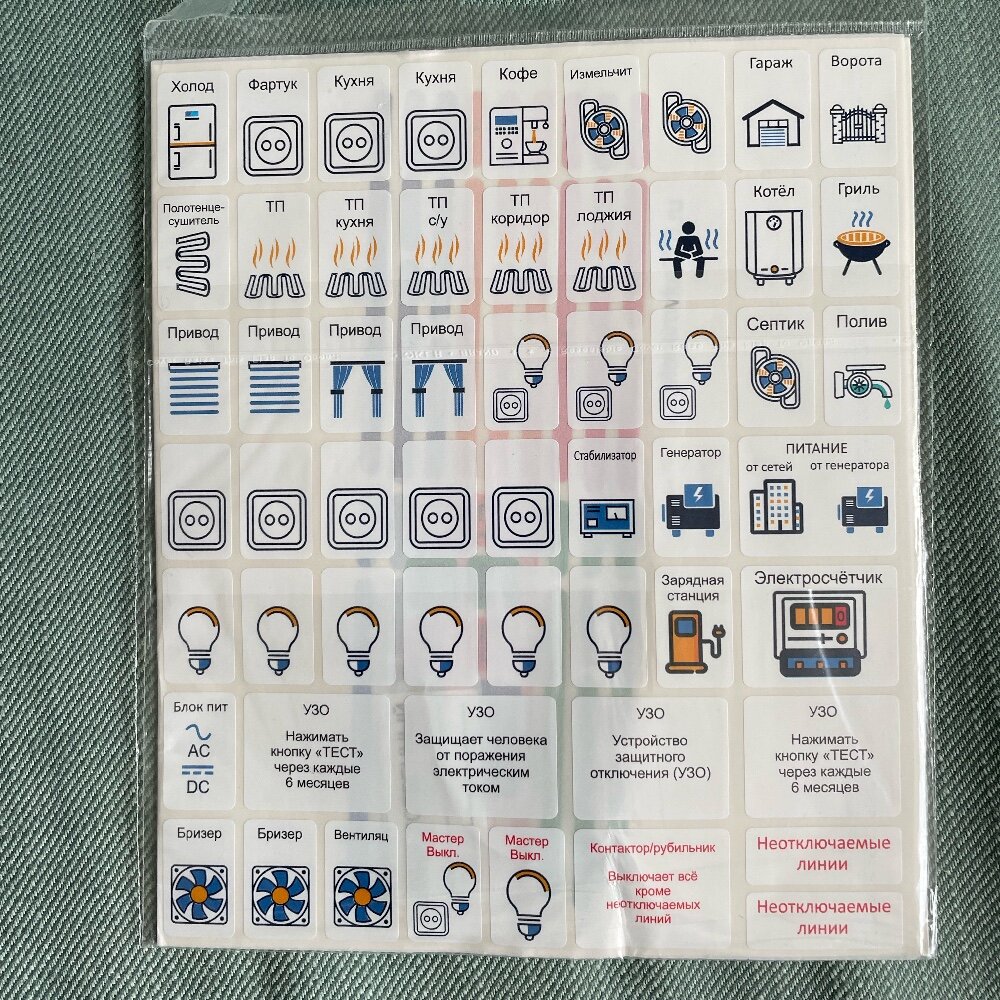 Холод
Фартук
Кухня
Кухня
Кофе
Измельчит
Гараж
Ворота
Полотенце-
сушитель
ТП
ТП
кухня
ТП
с/у
ТП
коридор
ТП
лоджия
Котёл
Гриль
Привод
Привод
Привод
Привод
Септик
Полив
Стабилизатор
Генератор
ПИТАНИЕ
от сетей от генератора
Зарядная
станция
Электросчётчик
Блок пит
AC
DC
УЗО
Нажимать
кнопку «ТЕСТ»
через каждые
6 месяцев
УЗО
Защищает человека
от поражения
электрическим
током
УЗО
Устройство
защитного
отключения (УЗО)
УЗО
Нажимать
кнопку «ТЕСТ»
через каждые
6 месяцев
Бризер
Бризер
Вентиляц
Мастер
Выкл.
Мастер
Выкл.
Контактор/рубильник
Выключает всё
кроме
неотключаемых
линий
Неотключаемые
линии
Неотключаемые
линии